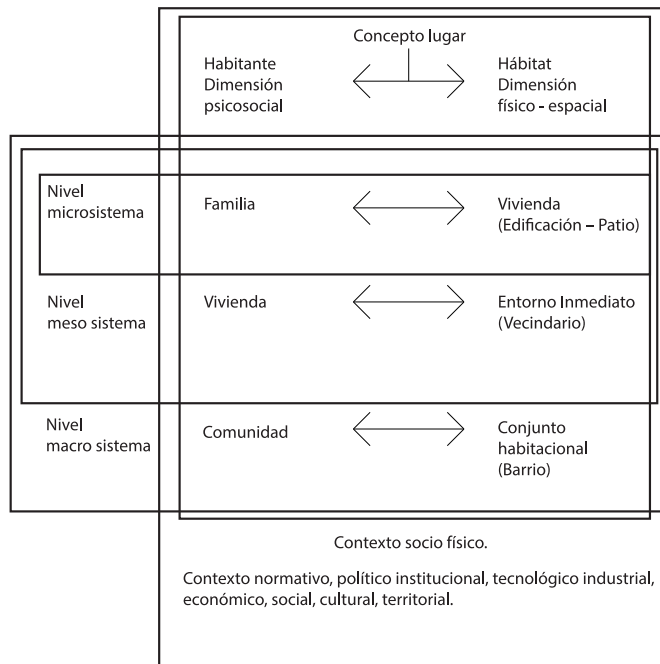 Concepto lugar
Habitante
Dimensión
psicosocial
Hábitat
Dimensión
físico - espacial
Nivel
microsistema
Familia
Vivienda
(Edificación – Patio)
Nivel
meso sistema
Vivienda
Entorno Inmediato
(Vecindario)
Nivel
macro sistema
Comunidad
Conjunto
habitacional
(Barrio)
Contexto socio físico.
Contexto normativo, político institucional, tecnológico industrial,
económico, social, cultural, territorial.